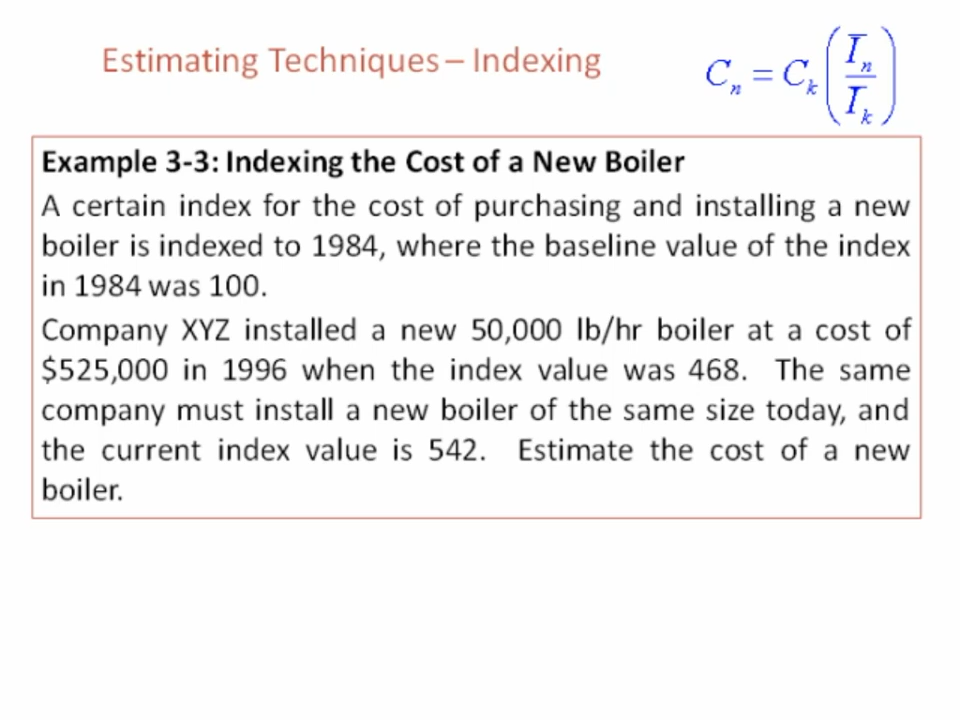 Estimating Techniques – Indexing
Cₙ = Cₖ (Iₙ / Iₖ)
Example 3-3: Indexing the Cost of a New Boiler
A certain index for the cost of purchasing and installing a new
boiler is indexed to 1984, where the baseline value of the index
in 1984 was 100.
Company XYZ installed a new 50,000 lb/hr boiler at a cost of
$525,000 in 1996 when the index value was 468. The same
company must install a new boiler of the same size today, and
the current index value is 542. Estimate the cost of a new
boiler.